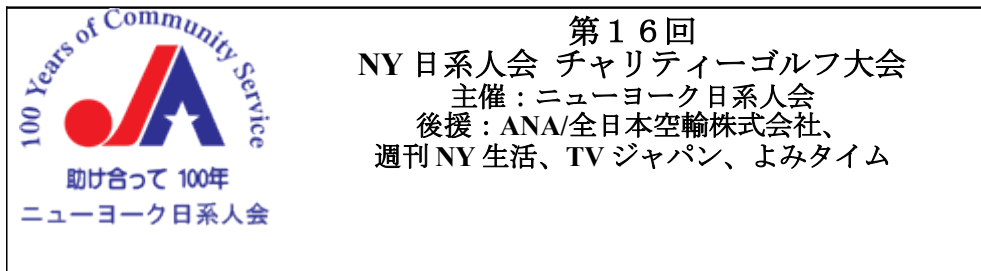 100 Years of Community Service
助け合って 100年
ニューヨーク日系人会
第１６回
NY 日系人会 チャリティーゴルフ大会
主催：ニューヨーク日系人会
後援：ANA/全日本空輸株式会社、
週刊 NY 生活、TV ジャパン、よみタイム